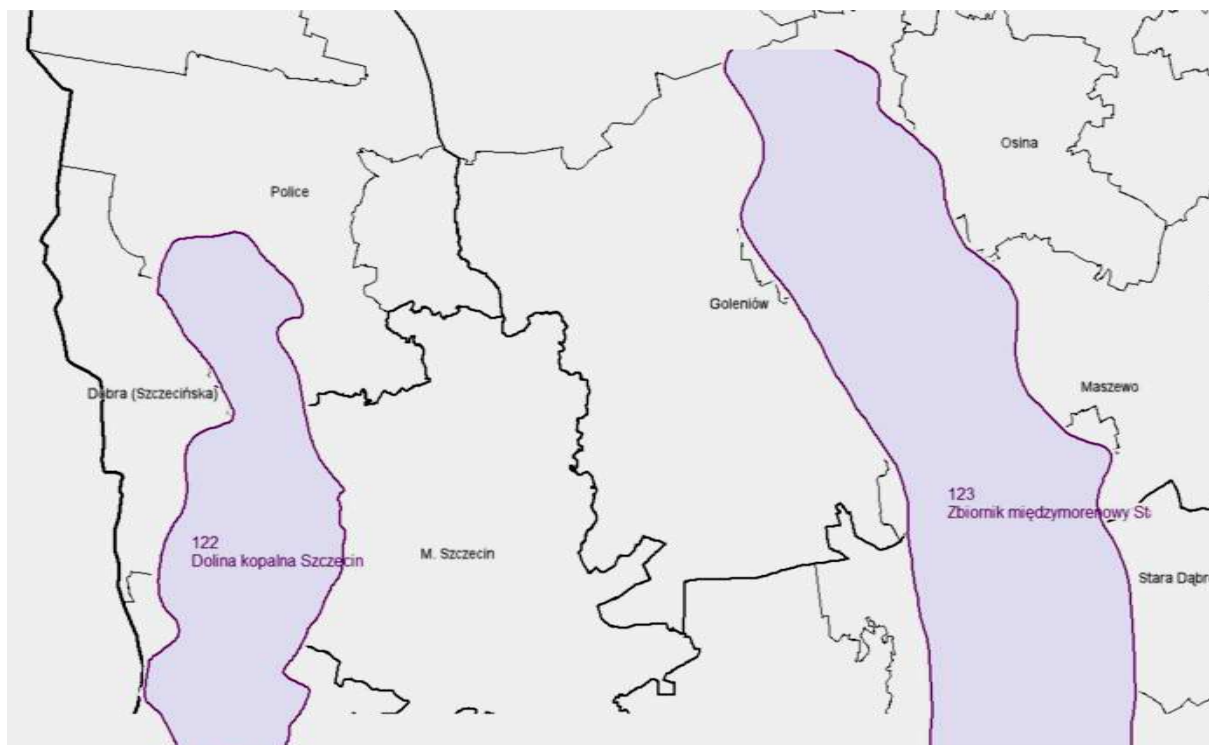 Osina
Police
Goleniów
Maszewo
Dobra (Szczecińska)
123
Zbiornik międzymorenowy St
122
Dolina kopalna Szczecin
M. Szczecin
Stara Dąbr